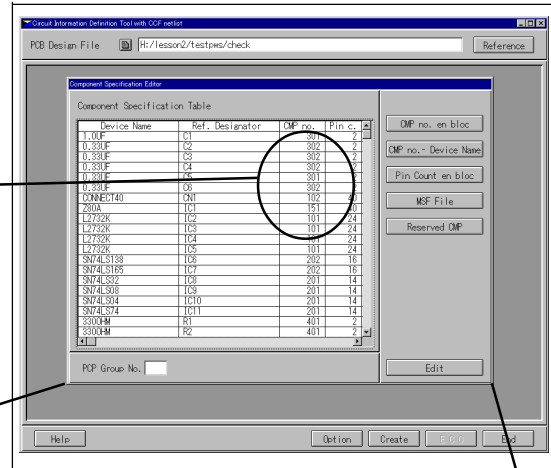 Circuit Information Definition Tool with CCF netlist
PCB Design File H:/lesson2/testpws/check Reference
Component Specification Editor
Component Specification Table
Device Name Ref. Designator CMP no. Pin c.
1.0UF C1 301 2
0.33UF C2 302 2
0.33UF C3 302 2
0.33UF C4 302 2
0.33UF C5 301 2
0.33UF C6 302 2
CONNECT40 CN1 102 40
Z80A IC1 151 40
L2732K IC2 101 24
L2732K IC3 101 24
L2732K IC4 101 24
L2732K IC5 101 24
SN74LS138 IC6 202 16
SN74LS165 IC7 202 16
SN74LS32 IC8 201 14
SN74LS08 IC9 201 14
SN74LS04 IC10 201 14
SN74LS74 IC11 201 14
330OHM R1 401 2
330OHM R2 401 2
CMP no. en bloc
CMP no.- Device Name
Pin Count en bloc
MSF File
Reserved CMP
PCP Group No. Edit
Help Option Create E.C.O End